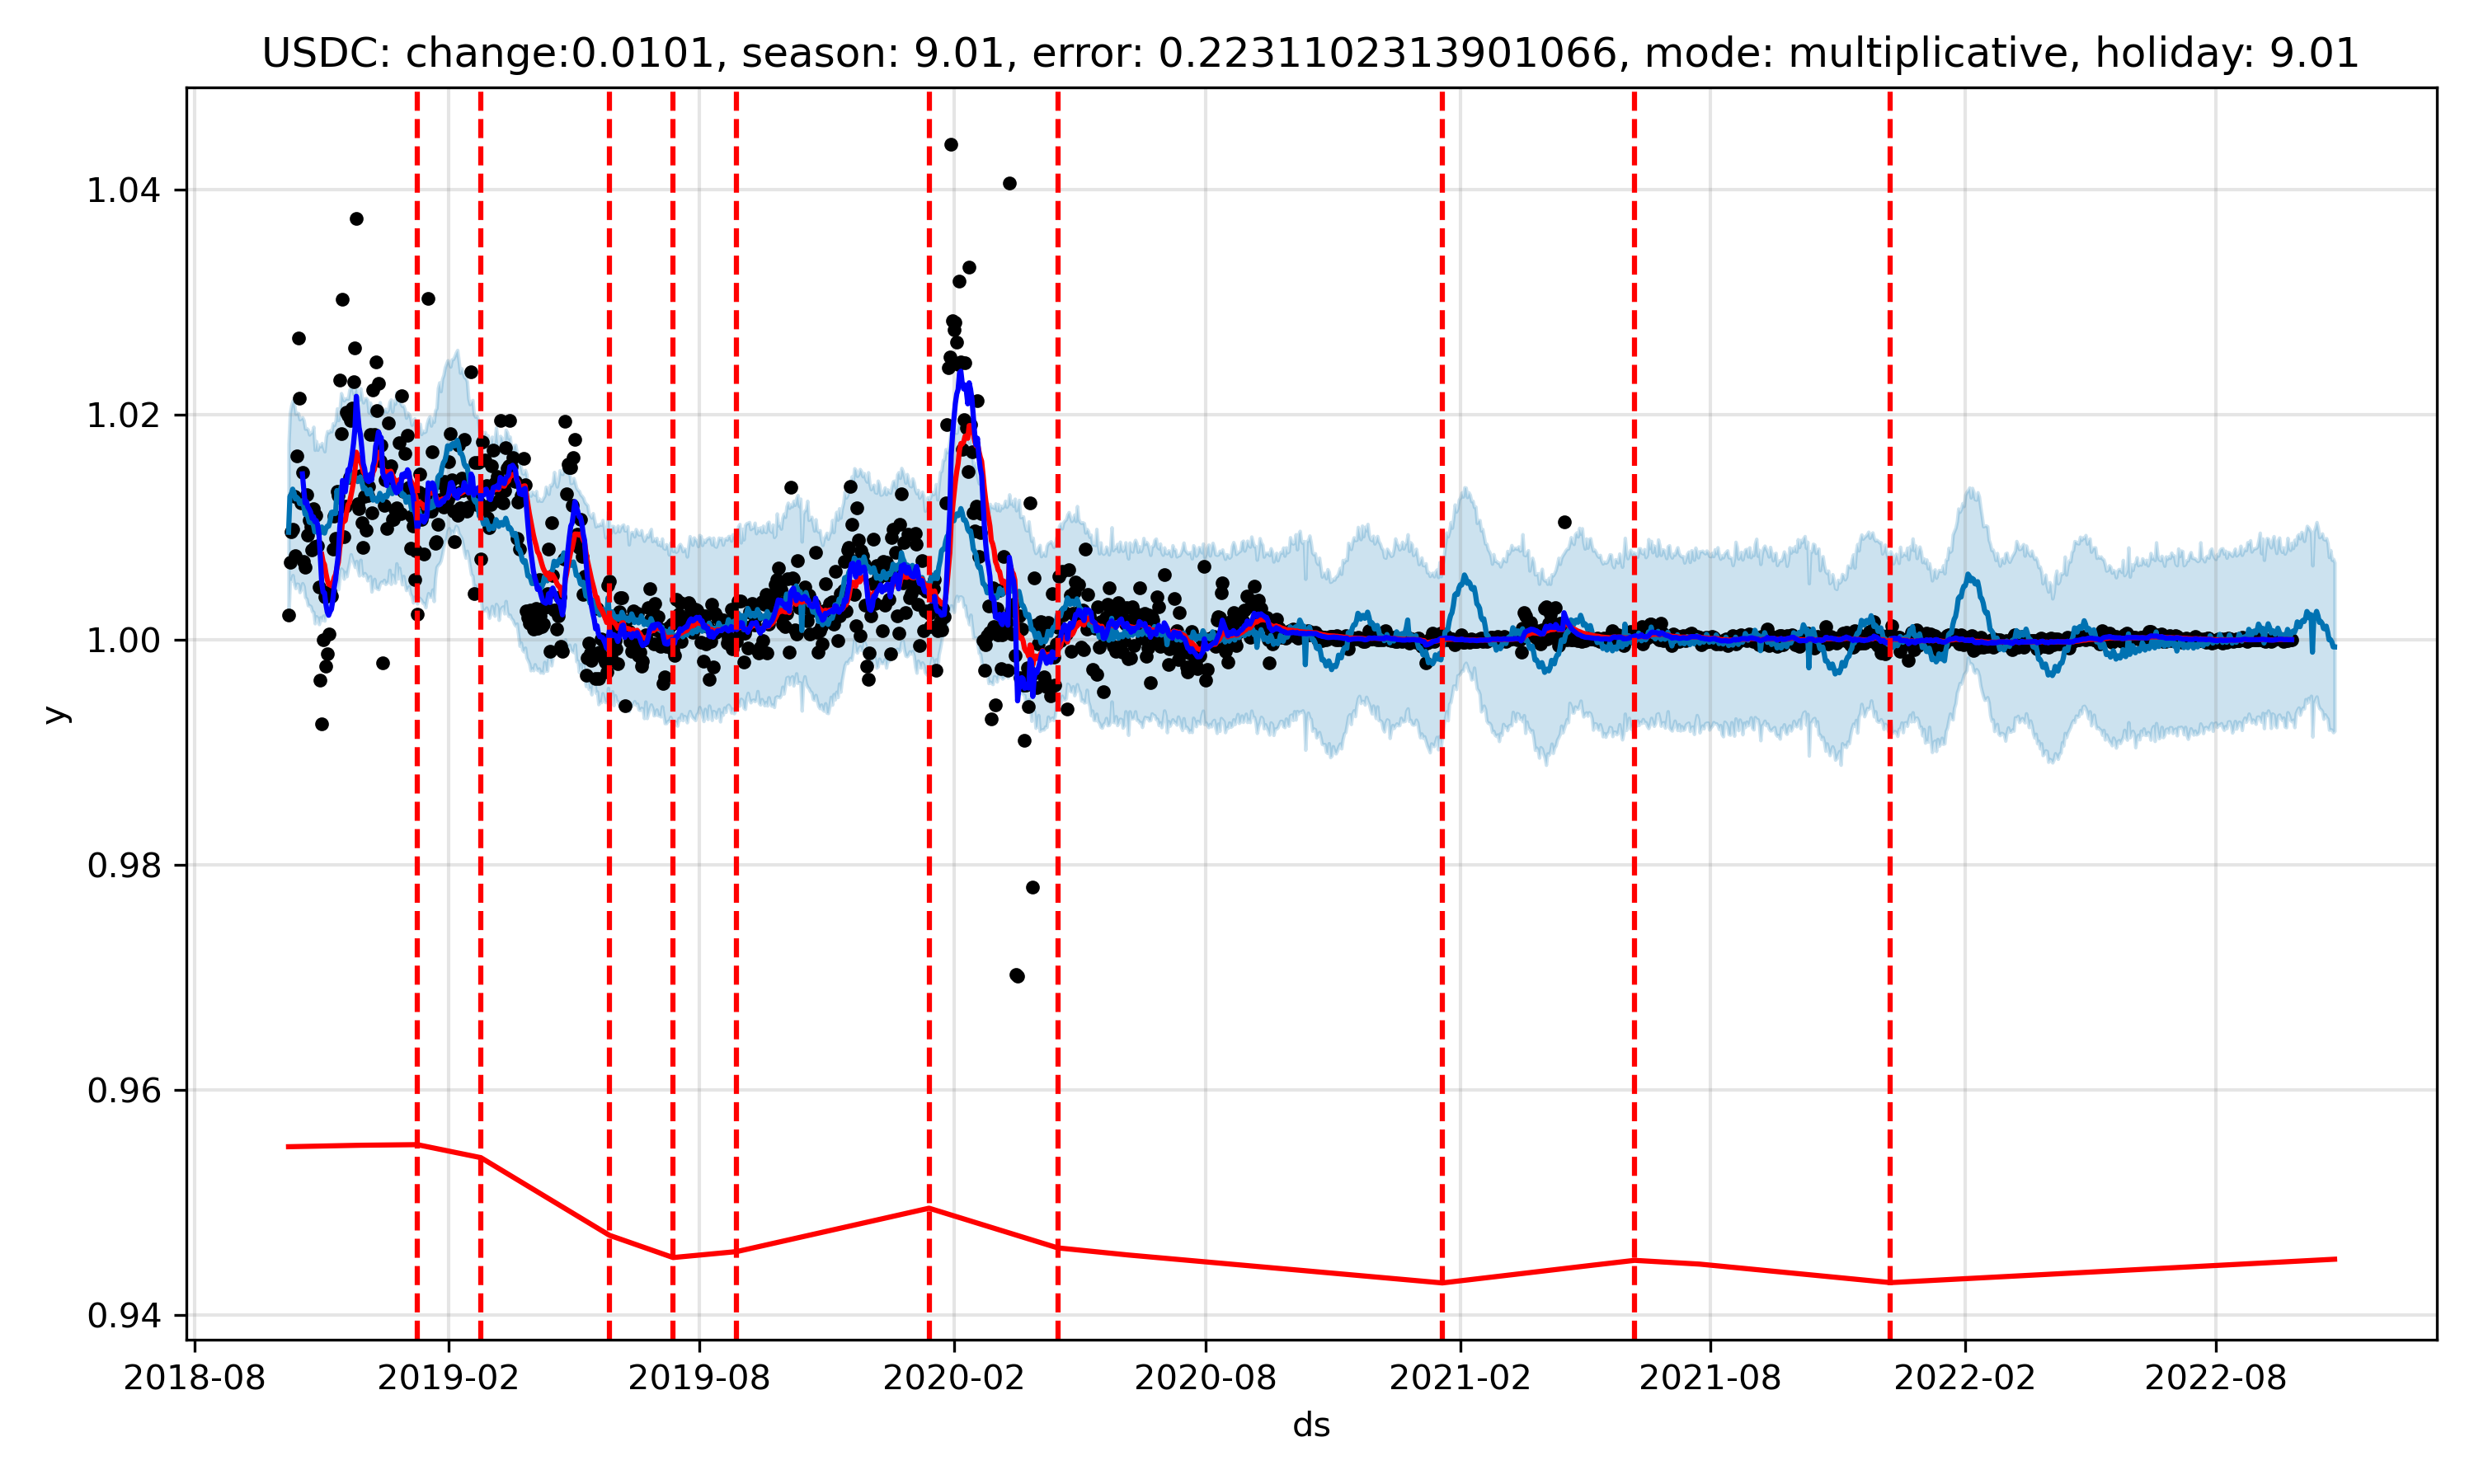 USDC: change:0.0101, season: 9.01, error: 0.2231102313901066, mode: multiplicative, holiday: 9.01
1.04
1.02
1.00
0.98
0.96
0.94
y
2018-08 2019-02 2019-08 2020-02 2020-08 2021-02 2021-08 2022-02 2022-08
ds